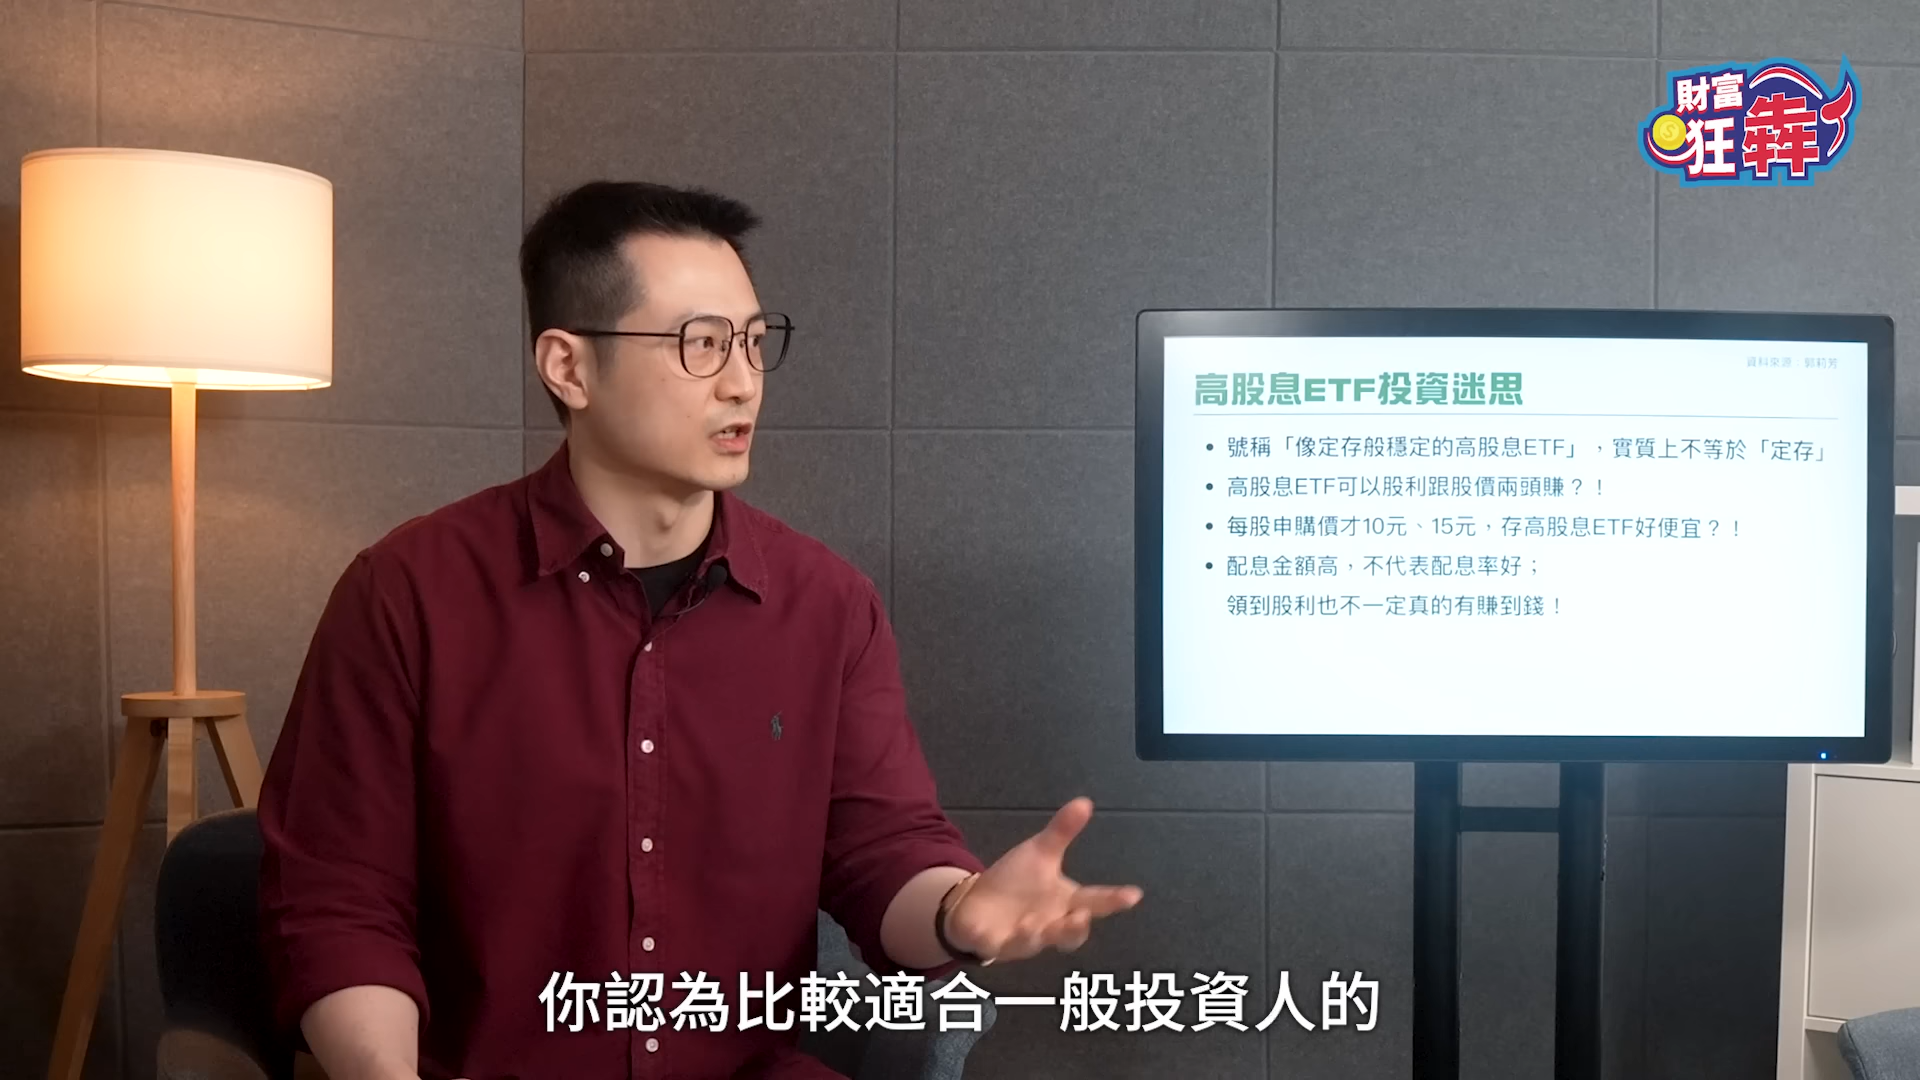 財富
狂犇
資料來源：郭莉芳
高股息ETF投資迷思
• 號稱「像定存般穩定的高股息ETF」，實質上不等於「定存」
• 高股息ETF可以股利跟股價兩頭賺？！
• 每股申購價才10元、15元，存高股息ETF好便宜？！
• 配息金額高，不代表配息率好；
領到股利也不一定真的有賺到錢！
你認為比較適合一般投資人的